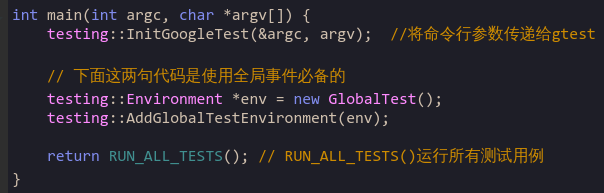 int main(int argc, char *argv[]) {
    testing::InitGoogleTest(&argc, argv);  //将命令行参数传递给gtest
    // 下面这两句代码是使用全局事件必备的
    testing::Environment *env = new GlobalTest();
    testing::AddGlobalTestEnvironment(env);
    return RUN_ALL_TESTS(); // RUN_ALL_TESTS()运行所有测试用例
}